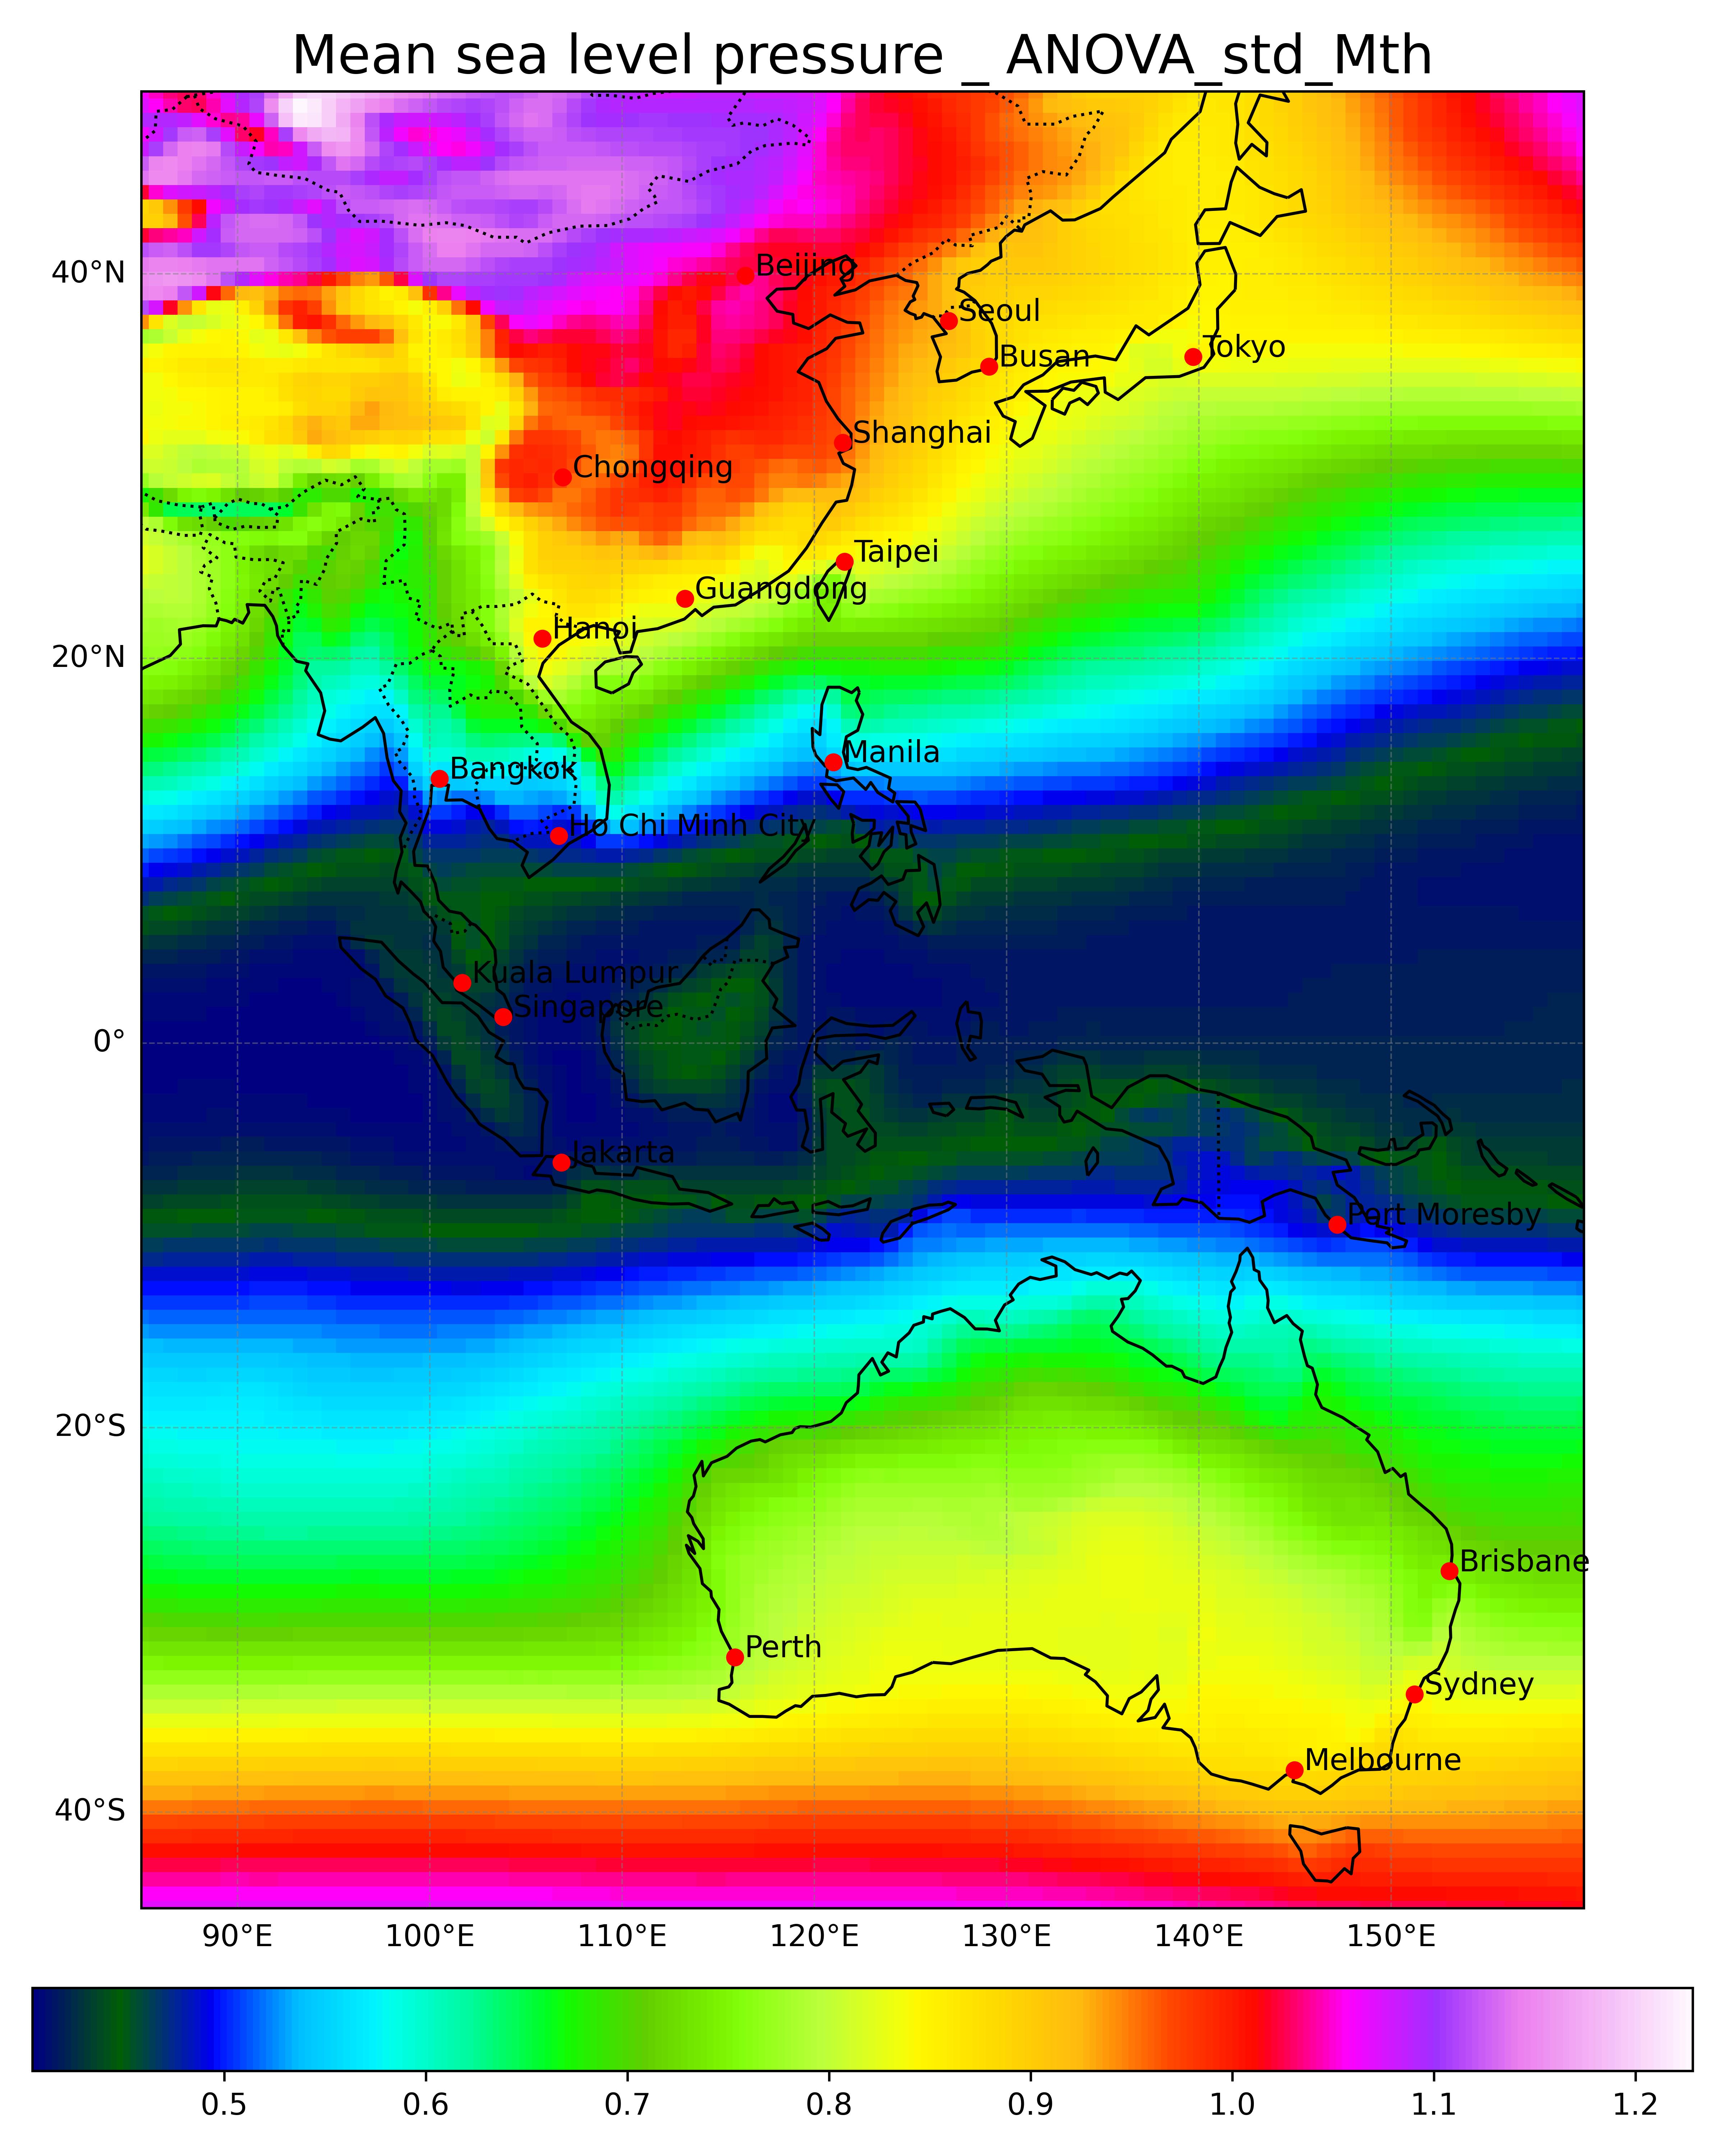 Mean sea level pressure _ ANOVA_std_Mth
40°N
Beijing
Seoul
Busan
Tokyo
Shanghai
Chongqing
Taipei
Guangdong
Hanoi
20°N
Manila
Bangkok
Ho Chi Minh City
Kuala Lumpur
Singapore
0°
Jakarta
Port Moresby
20°S
Brisbane
Perth
Sydney
Melbourne
40°S
90°E 100°E 110°E 120°E 130°E 140°E 150°E
0.5 0.6 0.7 0.8 0.9 1.0 1.1 1.2